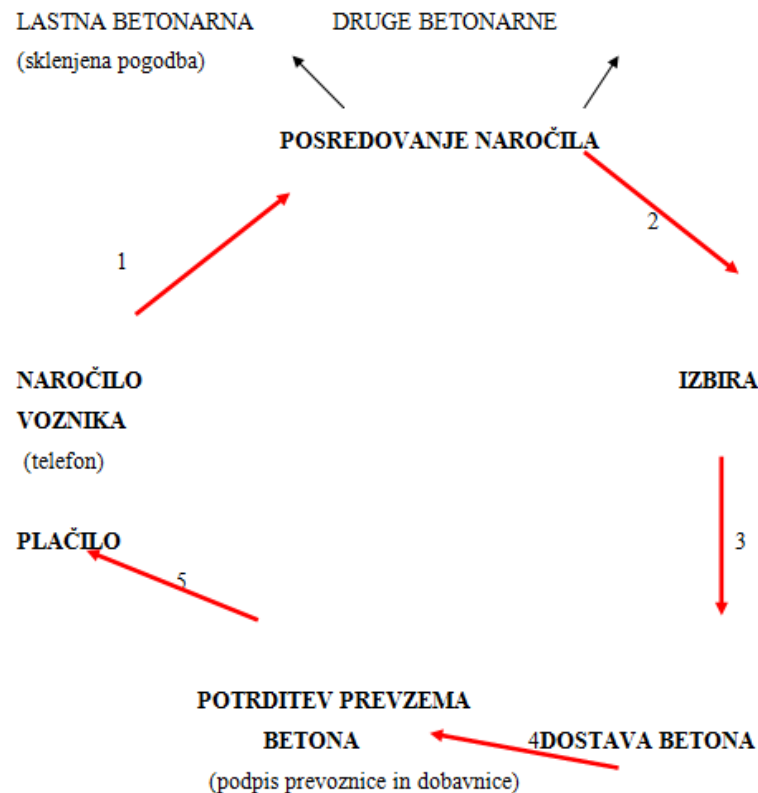 LASTNA BETONARNA DRUGE BETONARNE
(sklenjena pogodba)
POSREDOVANJE NAROČILA
2
1
NAROČILO IZBIRA
VOZNIKA
(telefon)
PLAČILO 3
5
POTRDITEV PREVZEMA
BETONA 4DOSTAVA BETONA
(podpis prevoznice in dobavnice)